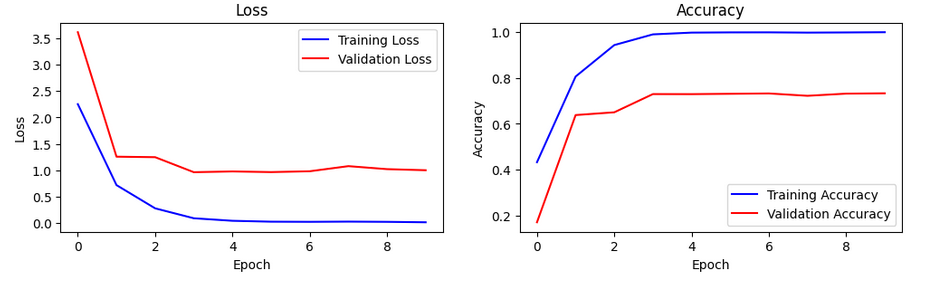 Loss
3.5
3.0
2.5
2.0
1.5
1.0
0.5
0.0
Loss
Training Loss
Validation Loss
0 2 4 6 8
Epoch
Accuracy
1.0
0.8
0.6
0.4
0.2
Accuracy
Training Accuracy
Validation Accuracy
0 2 4 6 8
Epoch